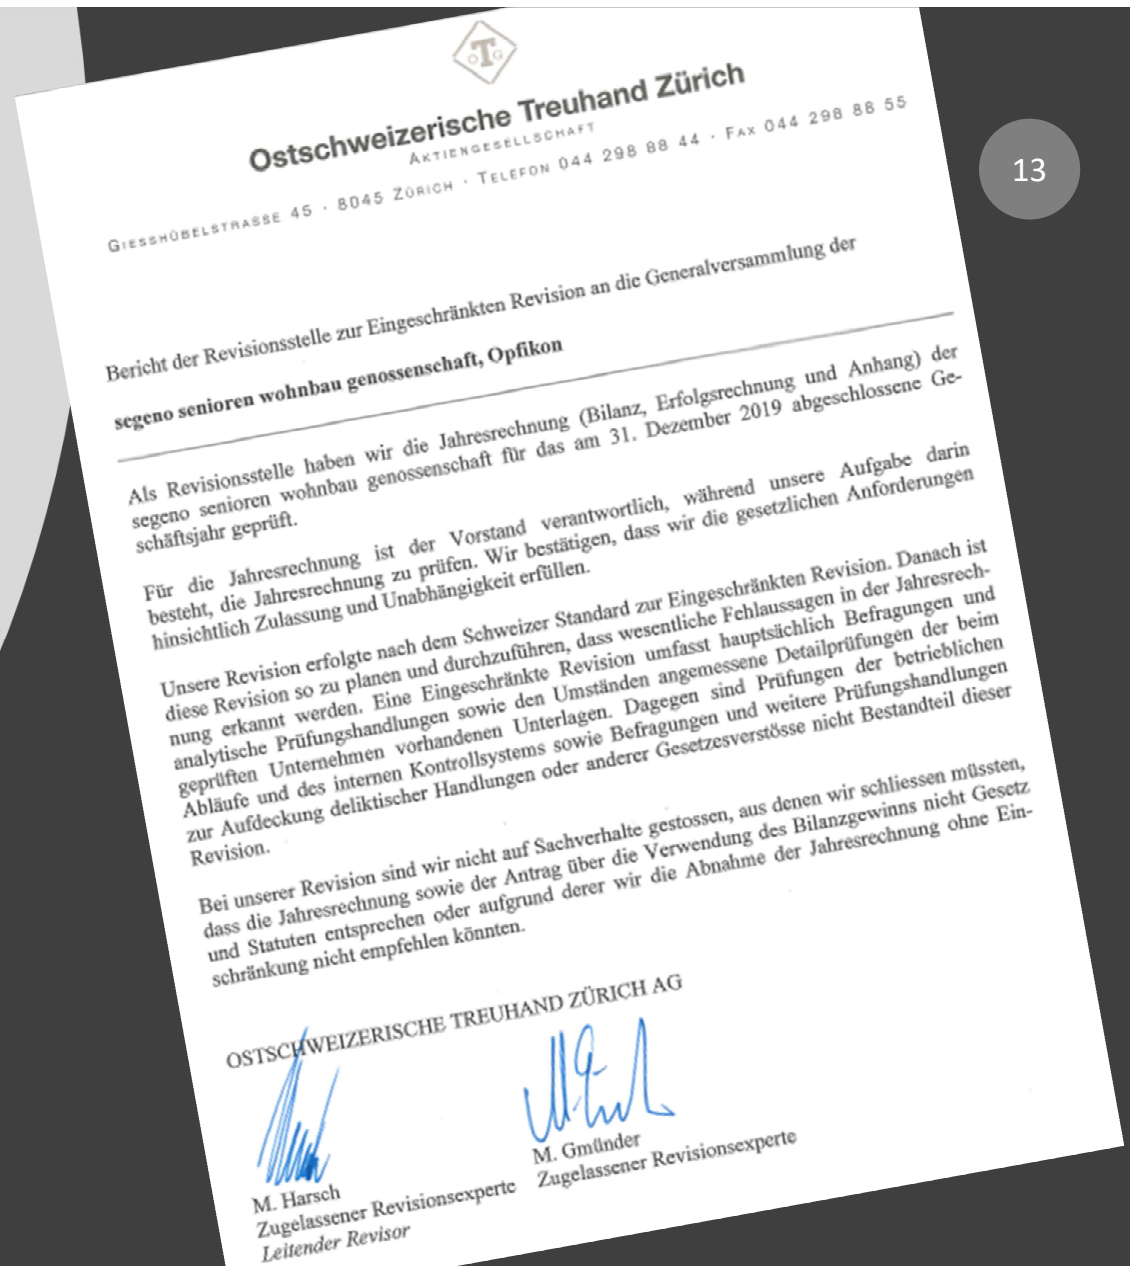 OTG
Ostschweizerische Treuhand Zürich
AKTIENGESELLSCHAFT
GIESSHÜBELSTRASSE 45 · 8045 ZÜRICH · TELEFON 044 298 88 44 · FAX 044 298 88 55
13
Bericht der Revisionsstelle zur Eingeschränkten Revision an die Generalversammlung der
segeno senioren wohnbau genossenschaft, Opfikon
Als Revisionsstelle haben wir die Jahresrechnung (Bilanz, Erfolgsrechnung und Anhang) der
segeno senioren wohnbau genossenschaft für das am 31. Dezember 2019 abgeschlossene Ge-
schäftsjahr geprüft.
Für die Jahresrechnung ist der Vorstand verantwortlich, während unsere Aufgabe darin
besteht, die Jahresrechnung zu prüfen. Wir bestätigen, dass wir die gesetzlichen Anforderungen
hinsichtlich Zulassung und Unabhängigkeit erfüllen.
Unsere Revision erfolgte nach dem Schweizer Standard zur Eingeschränkten Revision. Danach ist
diese Revision so zu planen und durchzuführen, dass wesentliche Fehlaussagen in der Jahresrech-
nung erkannt werden. Eine Eingeschränkte Revision umfasst hauptsächlich Befragungen und
analytische Prüfungshandlungen sowie den Umständen angemessene Detailprüfungen der beim
geprüften Unternehmen vorhandenen Unterlagen. Dagegen sind Prüfungen der betrieblichen
Abläufe und des internen Kontrollsystems sowie Befragungen und weitere Prüfungshandlungen
zur Aufdeckung deliktischer Handlungen oder anderer Gesetzesverstösse nicht Bestandteil dieser
Revision.
Bei unserer Revision sind wir nicht auf Sachverhalte gestossen, aus denen wir schliessen müssten,
dass die Jahresrechnung sowie der Antrag über die Verwendung des Bilanzgewinns nicht Gesetz
und Statuten entsprechen oder aufgrund derer wir die Abnahme der Jahresrechnung ohne Ein-
schränkung nicht empfehlen könnten.
OSTSCHWEIZERISCHE TREUHAND ZÜRICH AG
M. Harsch
Zugelassener Revisionsexperte
Leitender Revisor
M. Gmünder
Zugelassener Revisionsexperte